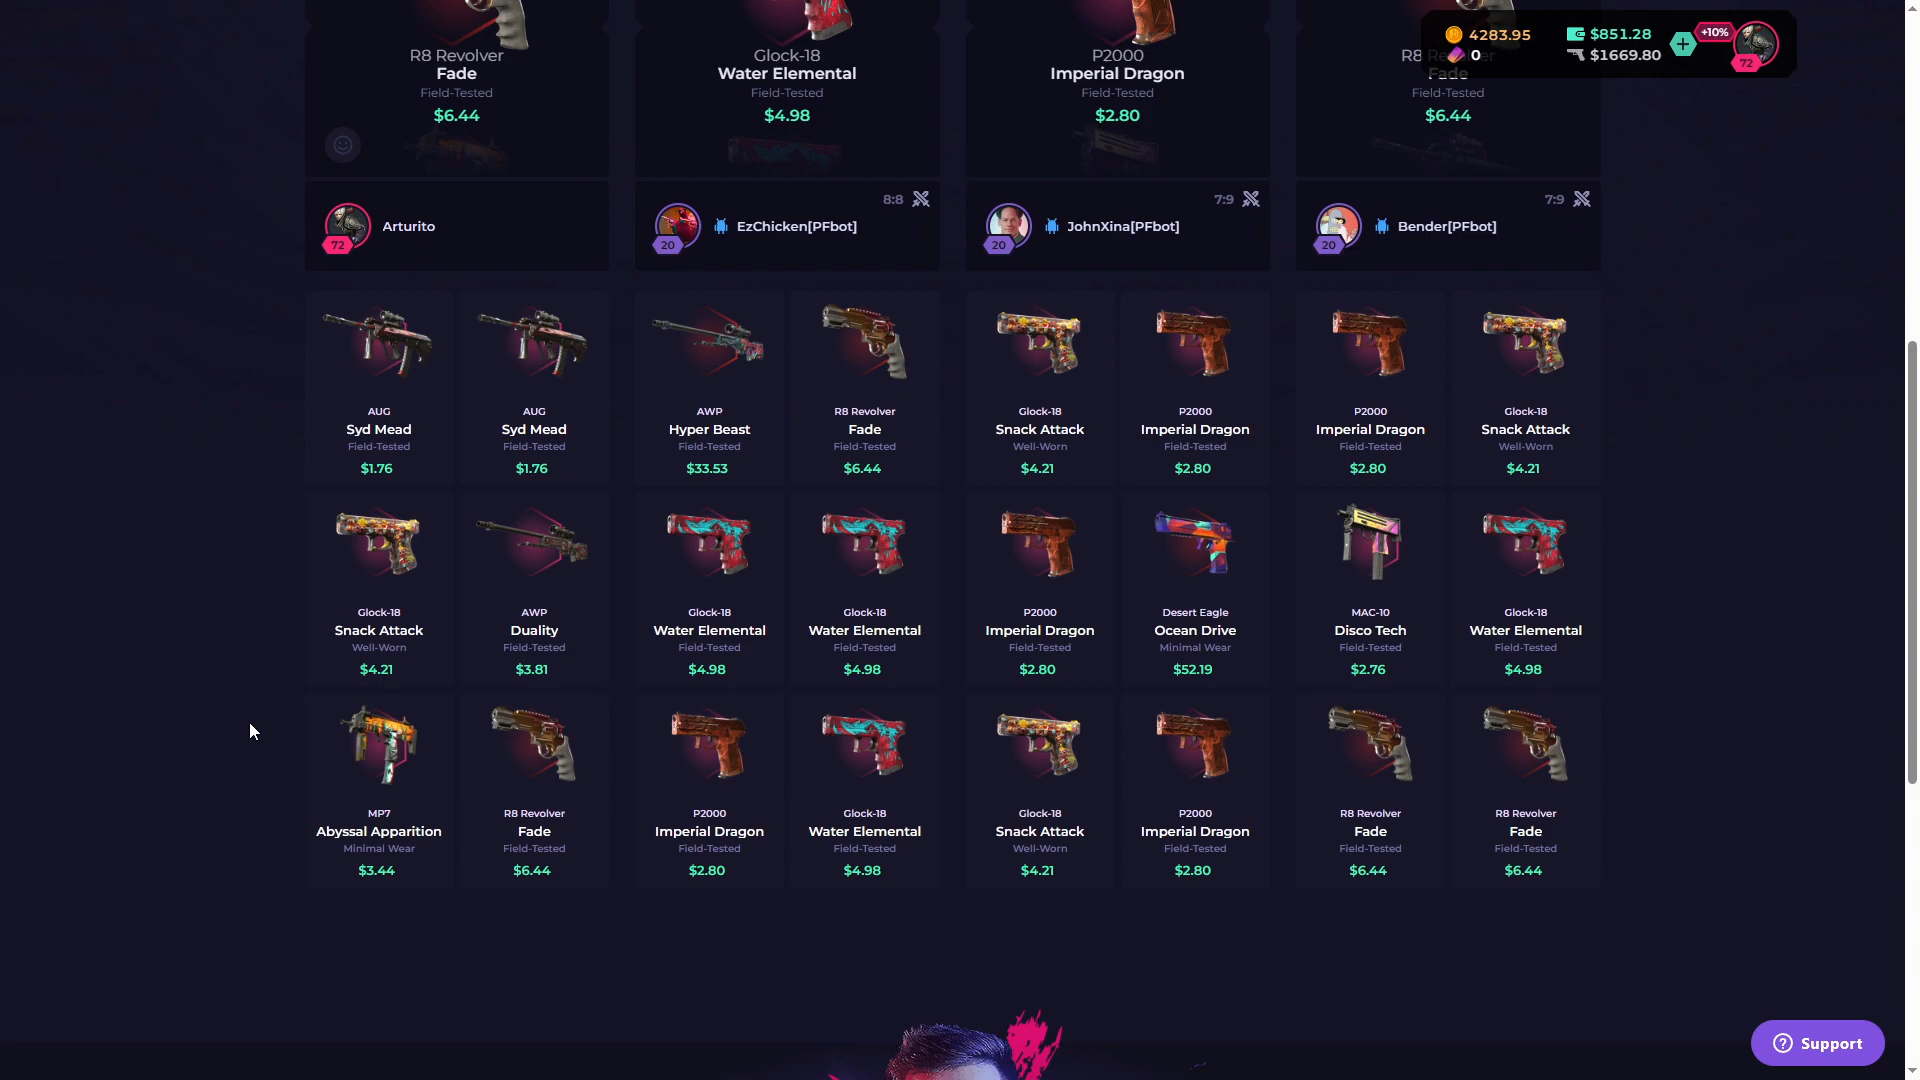 R8 Revolver
Fade
Field-Tested
$6.44
Glock-18
Water Elemental
Field-Tested
$4.98
P2000
Imperial Dragon
Field-Tested
$2.80
R8 Revolver
Fade
Field-Tested
$6.44
4283.95
0
$851.28
$1669.80
+10%
72
Arturito
72
8:8
EzChicken[PFbot]
20
7:9
JohnXina[PFbot]
20
7:9
Bender[PFbot]
20
AUG
Syd Mead
Field-Tested
$1.76
AUG
Syd Mead
Field-Tested
$1.76
AWP
Hyper Beast
Field-Tested
$33.53
R8 Revolver
Fade
Field-Tested
$6.44
Glock-18
Snack Attack
Well-Worn
$4.21
P2000
Imperial Dragon
Field-Tested
$2.80
P2000
Imperial Dragon
Field-Tested
$2.80
Glock-18
Snack Attack
Well-Worn
$4.21
Glock-18
Snack Attack
Well-Worn
$4.21
AWP
Duality
Field-Tested
$3.81
Glock-18
Water Elemental
Field-Tested
$4.98
Glock-18
Water Elemental
Field-Tested
$4.98
P2000
Imperial Dragon
Field-Tested
$2.80
Desert Eagle
Ocean Drive
Minimal Wear
$52.19
MAC-10
Disco Tech
Field-Tested
$2.76
Glock-18
Water Elemental
Field-Tested
$4.98
MP7
Abyssal Apparition
Minimal Wear
$3.44
R8 Revolver
Fade
Field-Tested
$6.44
P2000
Imperial Dragon
Field-Tested
$2.80
Glock-18
Water Elemental
Field-Tested
$4.98
Glock-18
Snack Attack
Well-Worn
$4.21
P2000
Imperial Dragon
Field-Tested
$2.80
R8 Revolver
Fade
Field-Tested
$6.44
R8 Revolver
Fade
Field-Tested
$6.44
Support